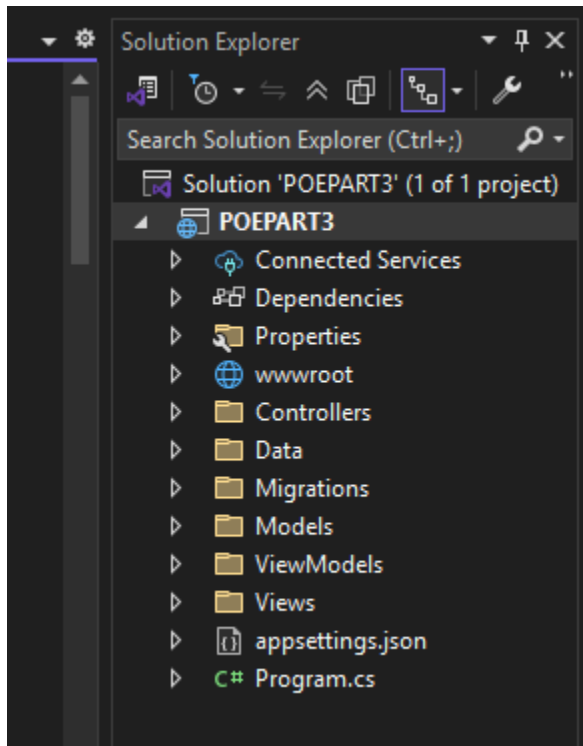 Solution Explorer
Search Solution Explorer (Ctrl+;)
Solution 'POEPART3' (1 of 1 project)
POEPART3
Connected Services
Dependencies
Properties
wwwroot
Controllers
Data
Migrations
Models
ViewModels
Views
appsettings.json
C# Program.cs